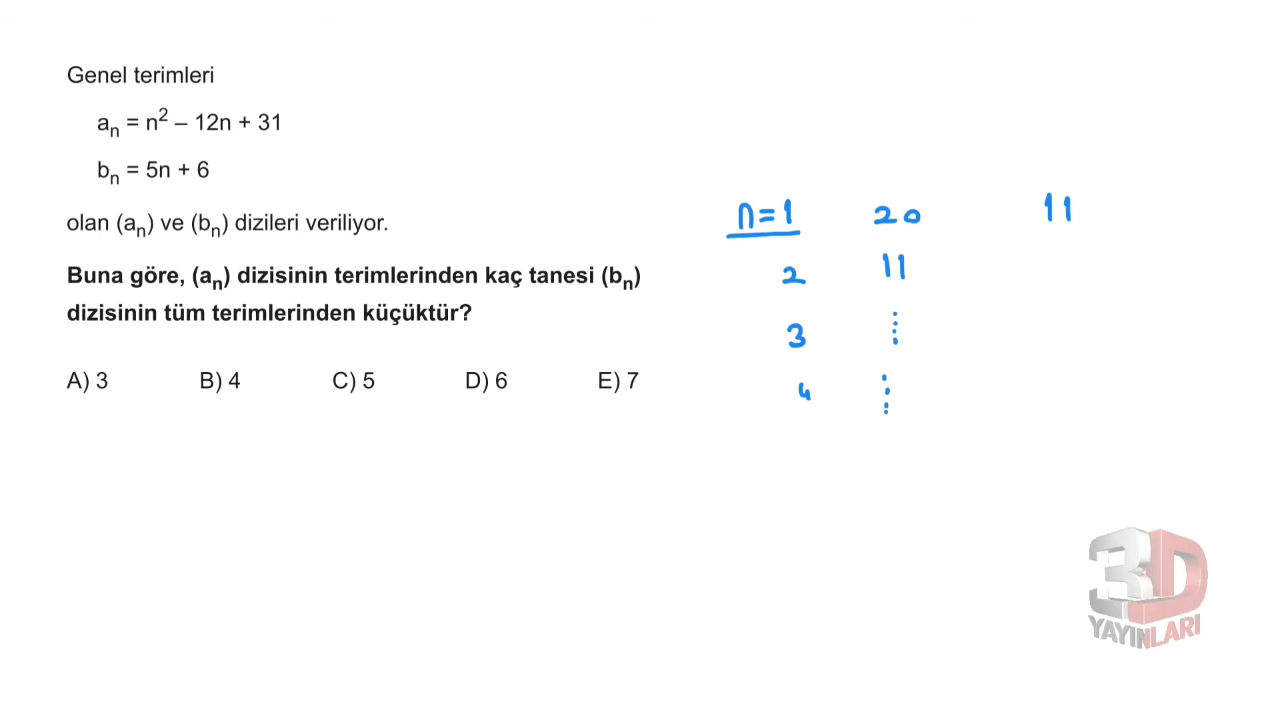 Genel terimleri
aₙ = n² – 12n + 31
bₙ = 5n + 6
olan (aₙ) ve (bₙ) dizileri veriliyor.
Buna göre, (aₙ) dizisinin terimlerinden kaç tanesi (bₙ)
dizisinin tüm terimlerinden küçüktür?
A) 3 B) 4 C) 5 D) 6 E) 7
n=1 20 11
2 11
3 ⋮
4 ⋮
3D
YAYINLARI